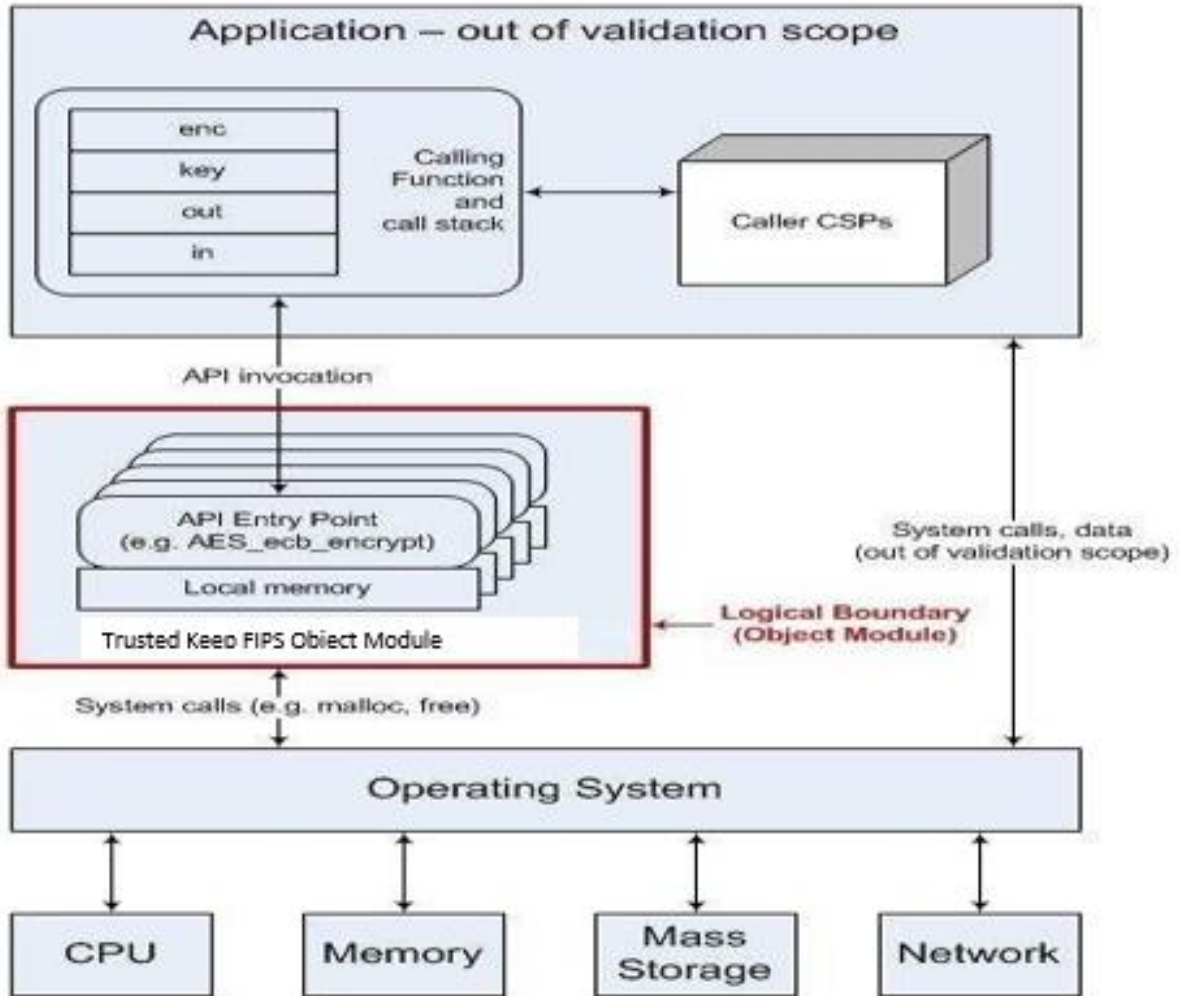 Application – out of validation scope
enc
key
out
in
Calling
Function
and
call stack
Caller CSPs
API invocation
API Entry Point
(e.g. AES_ecb_encrypt)
Local memory
Trusted Keep FIPS Object Module
Logical Boundary
(Object Module)
System calls, data
(out of validation scope)
System calls (e.g. malloc, free)
Operating System
CPU
Memory
Mass
Storage
Network